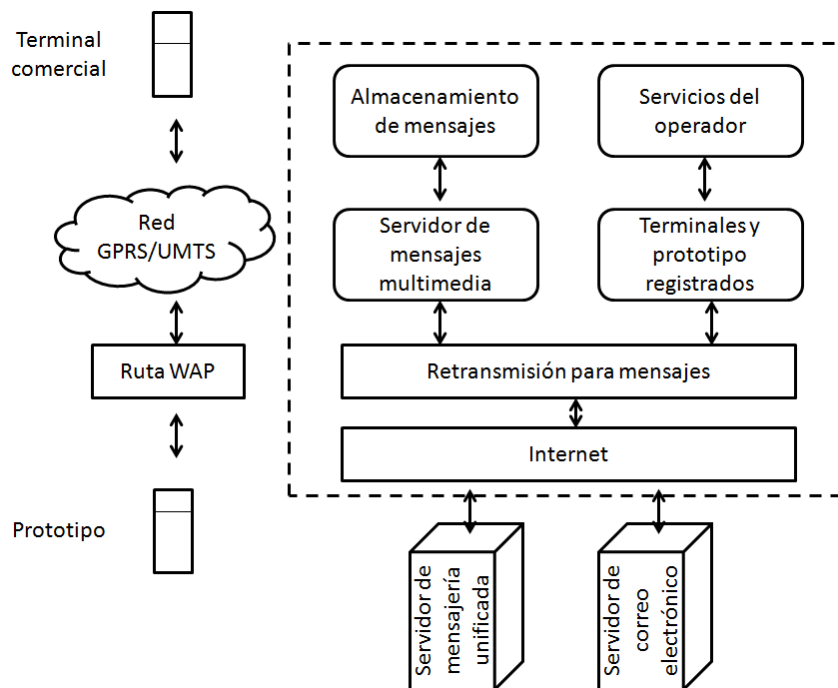 Terminal
comercial
Red
GPRS/UMTS
Ruta WAP
Prototipo
Almacenamiento
de mensajes
Servicios del
operador
Servidor de
mensajes
multimedia
Terminales y
prototipo
registrados
Retransmisión para mensajes
Internet
Servidor de
mensajería
unificada
Servidor de
correo
electrónico